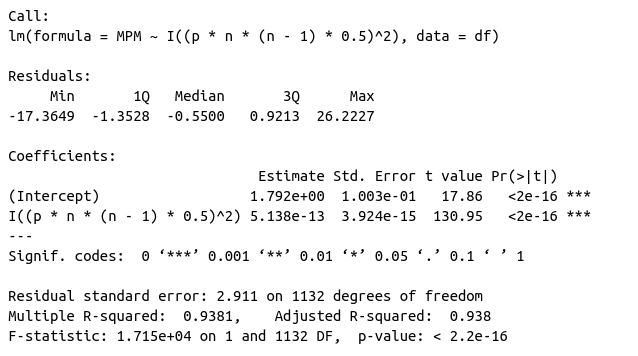 Call:
lm(formula = MPM ~ I((p * n * (n - 1) * 0.5)^2), data = df)
Residuals:
Min 1Q Median 3Q Max
-17.3649 -1.3528 -0.5500 0.9213 26.2227
Coefficients:
Estimate Std. Error t value Pr(>|t|)
(Intercept) 1.792e+00 1.003e-01 17.86 <2e-16 ***
I((p * n * (n - 1) * 0.5)^2) 5.138e-13 3.924e-15 130.95 <2e-16 ***
---
Signif. codes: 0 ‘***’ 0.001 ‘**’ 0.01 ‘*’ 0.05 ‘.’ 0.1 ‘ ’ 1
Residual standard error: 2.911 on 1132 degrees of freedom
Multiple R-squared: 0.9381, Adjusted R-squared: 0.938
F-statistic: 1.715e+04 on 1 and 1132 DF, p-value: < 2.2e-16